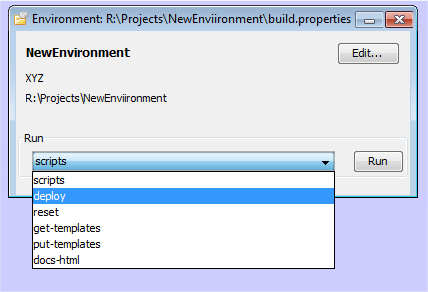 Environment: R:\Projects\NewEnviironment\build.properties
NewEnvironment
Edit...
XYZ
R:\Projects\NewEnviironment
Run
scripts
Run
scripts
deploy
reset
get-templates
put-templates
docs-html